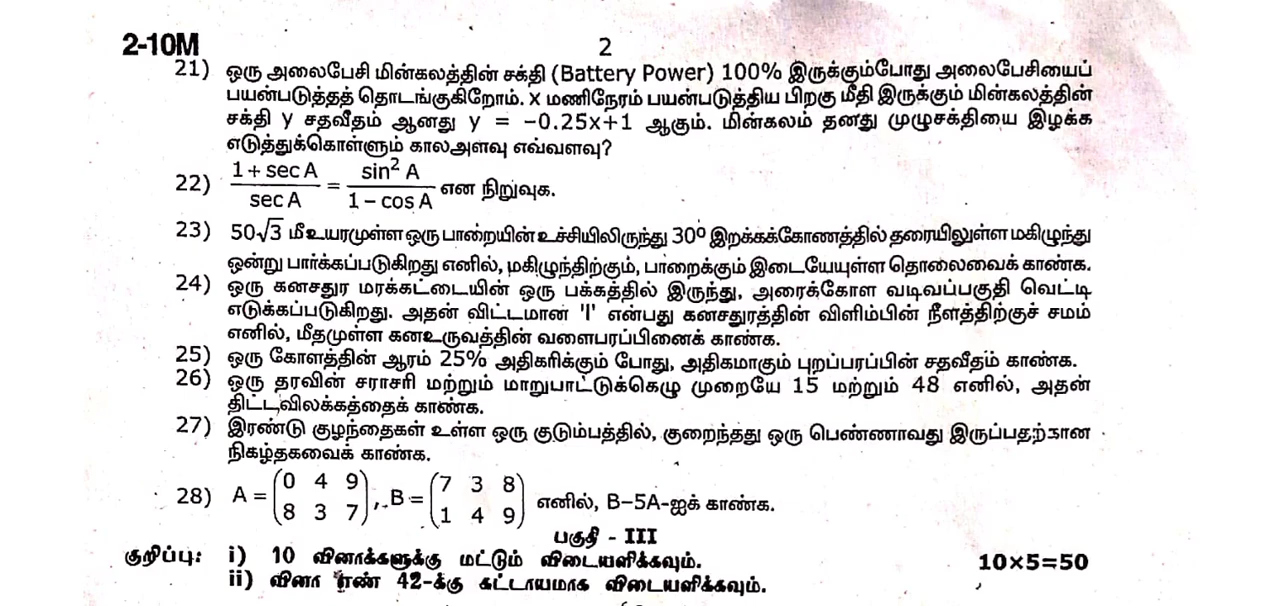 2-10M
2
21) ஒரு அலைபேசி மின்கலத்தின் சக்தி (Battery Power) 100% இருக்கும்போது அலைபேசியைப்
பயன்படுத்தத் தொடங்குகிறோம். x மணிநேரம் பயன்படுத்திய பிறகு மீதி இருக்கும் மின்கலத்தின்
சக்தி y சதவீதம் ஆனது y = −0.25x+1 ஆகும். மின்கலம் தனது முழுசக்தியை இழக்க
எடுத்துக்கொள்ளும் காலஅளவு எவ்வளவு?
22) (1 + sec A)/(sec A) = (sin² A)/(1 − cos A) என நிறுவுக.
23) 50√3 மீ உயரமுள்ள ஒரு பாறையின் உச்சியிலிருந்து 30⁰ இறக்கக்கோணத்தில் தரையிலுள்ள மகிழுந்து
ஒன்று பார்க்கப்படுகிறது எனில், மகிழுந்திற்கும், பாறைக்கும் இடையேயுள்ள தொலைவைக் காண்க.
24) ஒரு கனசதுர மரக்கட்டையின் ஒரு பக்கத்தில் இருந்து, அரைக்கோள வடிவப்பகுதி வெட்டி
எடுக்கப்படுகிறது. அதன் விட்டமான 'l' என்பது கனசதுரத்தின் விளிம்பின் நீளத்திற்குச் சமம்
எனில், மீதமுள்ள கனஉருவத்தின் வளைபரப்பினைக் காண்க.
25) ஒரு கோளத்தின் ஆரம் 25% அதிகரிக்கும் போது, அதிகமாகும் புறப்பரப்பின் சதவீதம் காண்க.
26) ஒரு தரவின் சராசரி மற்றும் மாறுபாட்டுக்கெழு முறையே 15 மற்றும் 48 எனில், அதன்
திட்டவிலக்கத்தைக் காண்க.
27) இரண்டு குழந்தைகள் உள்ள ஒரு குடும்பத்தில், குறைந்தது ஒரு பெண்ணாவது இருப்பதற்கான
நிகழ்தகவைக் காண்க.
28) A = (0 4 9 / 8 3 7), B = (7 3 8 / 1 4 9) எனில், B−5A-ஐக் காண்க.
பகுதி - III
குறிப்பு: i) 10 வினாக்களுக்கு மட்டும் விடையளிக்கவும். 10×5=50
ii) வினா எண் 42-க்கு கட்டாயமாக விடையளிக்கவும்.